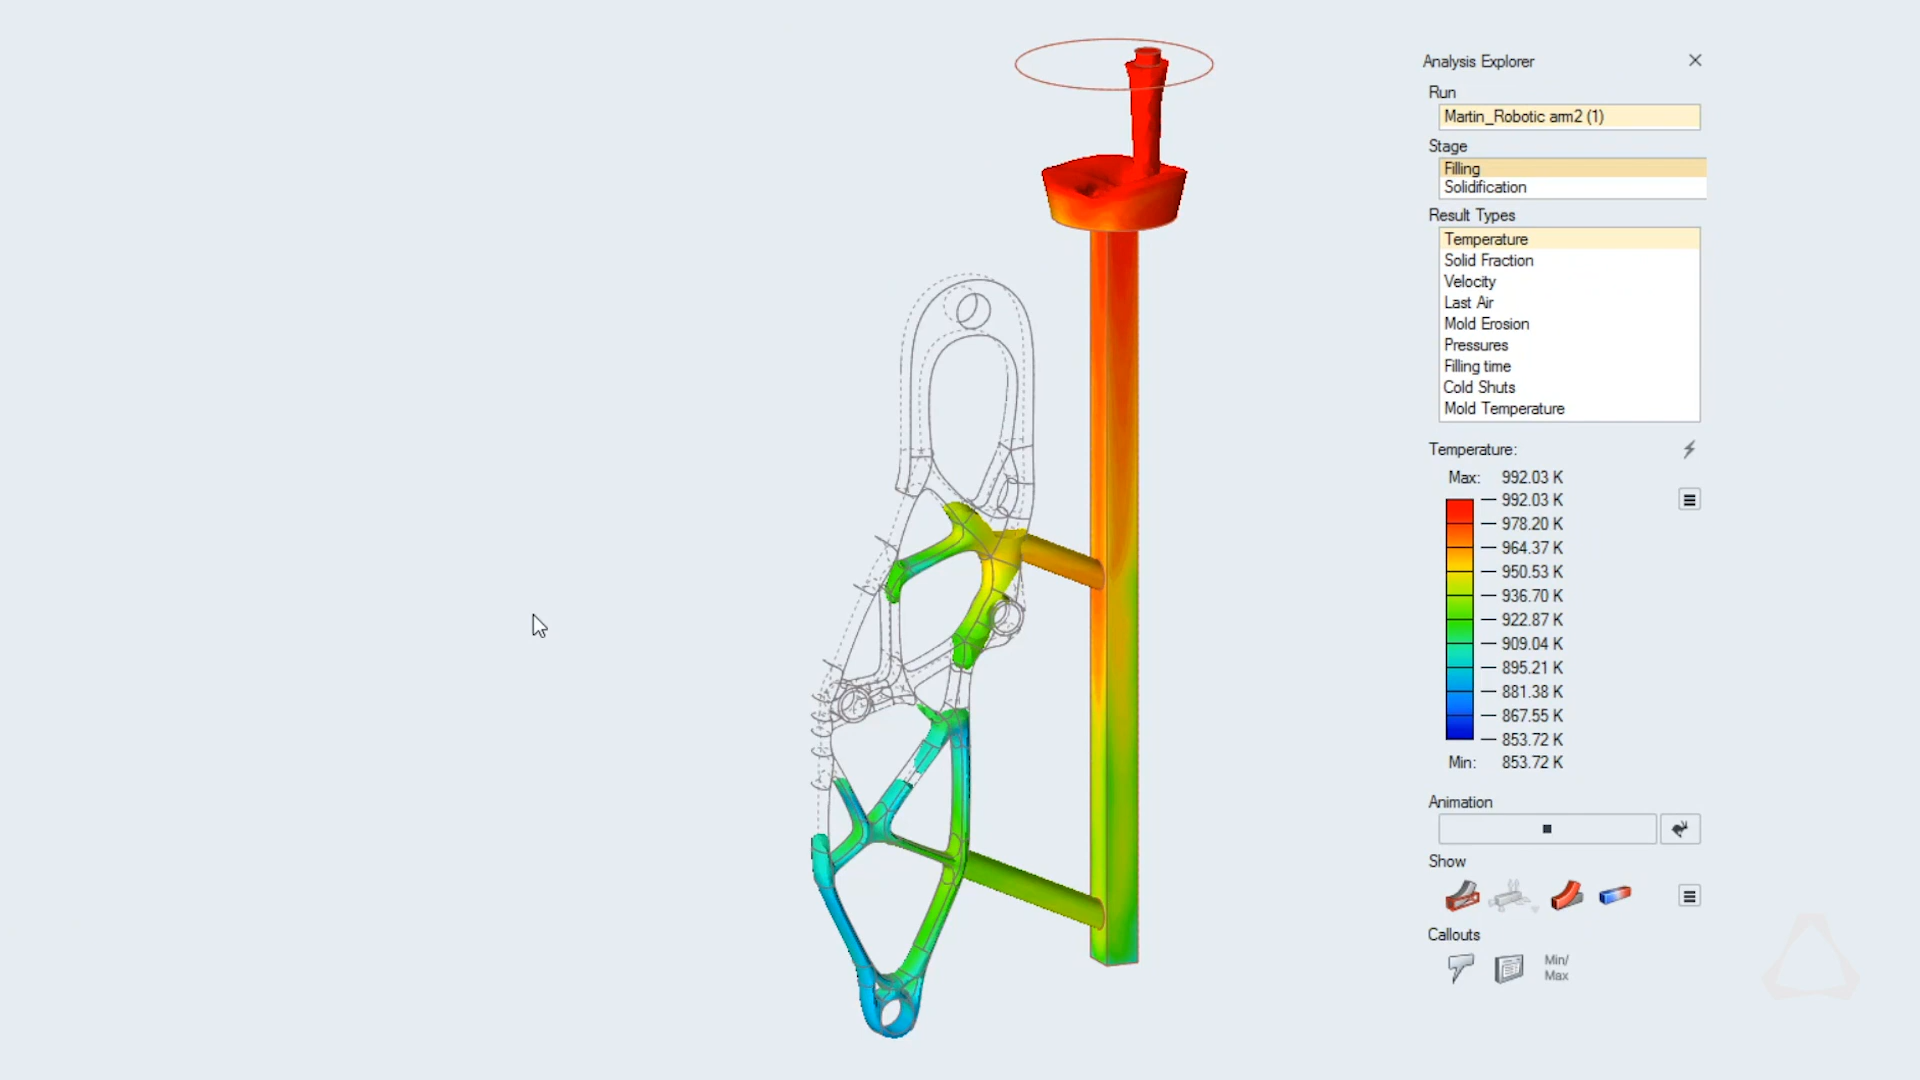 Analysis Explorer
Run
Martin_Robotic arm2 (1)
Stage
Filling
Solidification
Result Types
Temperature
Solid Fraction
Velocity
Last Air
Mold Erosion
Pressures
Filling time
Cold Shuts
Mold Temperature
Temperature:
Max: 992.03 K
992.03 K
978.20 K
964.37 K
950.53 K
936.70 K
922.87 K
909.04 K
895.21 K
881.38 K
867.55 K
853.72 K
Min: 853.72 K
Animation
Show
Callouts
Min/
Max